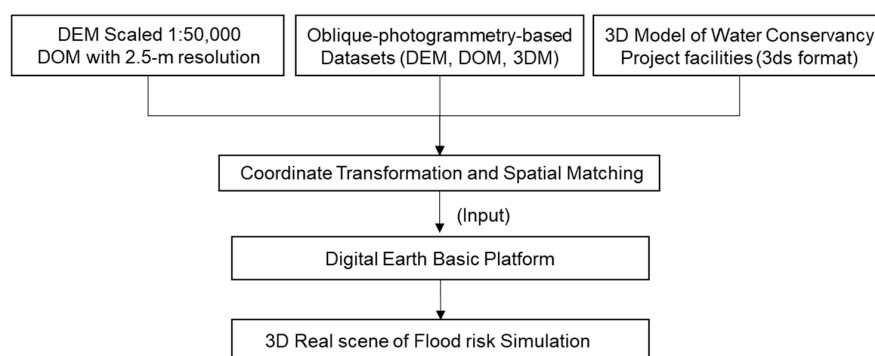 DEM Scaled 1:50,000
DOM with 2.5-m resolution
Oblique-photogrammetry-based
Datasets (DEM, DOM, 3DM)
3D Model of Water Conservancy
Project facilities (3ds format)
Coordinate Transformation and Spatial Matching
(Input)
Digital Earth Basic Platform
3D Real scene of Flood risk Simulation